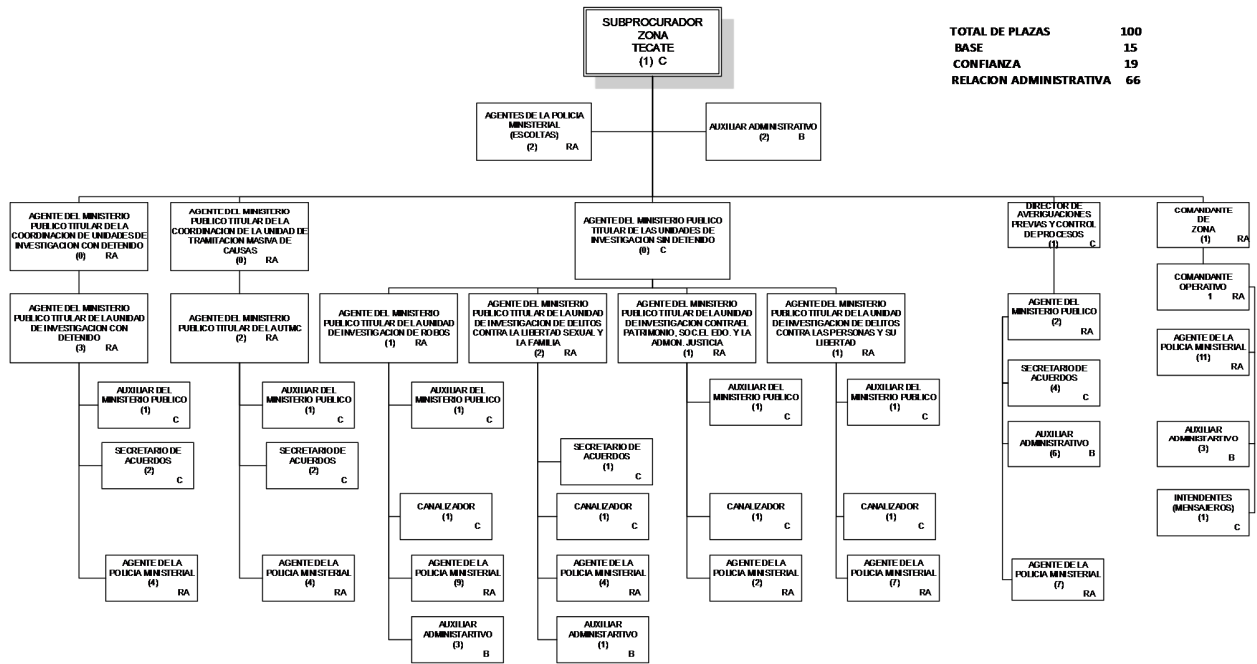 SUBPROCURADOR
ZONA
TECATE
(1) C
TOTAL DE PLAZAS 100
BASE 15
CONFIANZA 19
RELACION ADMINISTRATIVA 66
AGENTES DE LA POLICIA
MINISTERIAL
(ESCOLTAS)
(2) RA
AUXILIAR ADMINISTRATIVO
(2) B
AGENTE DEL MINISTERIO
PUBLICO TITULAR DE LA
COORDINACION DE UNIDADES DE
INVESTIGACION CON DETENIDO
(0) RA
AGENTE DEL MINISTERIO
PUBLICO TITULAR DE LA
COORDINACION DE LA UNIDAD DE
TRAMITACION MASIVA DE
CAUSAS
(0) RA
AGENTE DEL MINISTERIO PUBLICO
TITULAR DE LAS UNIDADES DE
INVESTIGACION SIN DETENIDO
(0) C
DIRECTOR DE
AVERIGUACIONES
PREVIAS Y CONTROL
DE PROCESOS
(1) C
COMANDANTE
DE
ZONA
(1) RA
AGENTE DEL MINISTERIO
PUBLICO TITULAR DE LA UNIDAD
DE INVESTIGACION CON
DETENIDO
(3) RA
AGENTE DEL MINISTERIO
PUBLICO TITULAR DE LA UTMC
(2) RA
AGENTE DEL MINISTERIO
PUBLICO TITULAR DE LA UNIDAD
DE INVESTIGACION DE ROBOS
(1) RA
AGENTE DEL MINISTERIO
PUBLICO TITULAR DE LA UNIDAD
DE INVESTIGACION DE DELITOS
CONTRA LA LIBERTAD SEXUAL Y
LA FAMILIA
(2) RA
AGENTE DEL MINISTERIO
PUBLICO TITULAR DE LA UNIDAD
DE INVESTIGACION CONTRA EL
PATRIMONIO, SOC.EL EDO. Y LA
ADMON. JUSTICIA
(1) RA
AGENTE DEL MINISTERIO
PUBLICO TITULAR DE LA UNIDAD
DE INVESTIGACION DE DELITOS
CONTRA LAS PERSONAS Y SU
LIBERTAD
(1) RA
AGENTE DEL
MINISTERIO PUBLICO
(2)
RA
COMANDANTE
OPERATIVO
1 RA
AGENTE DE LA
POLICIA MINISTERIAL
(11)
RA
AUXILIAR DEL
MINISTERIO PUBLICO
(1)
C
AUXILIAR DEL
MINISTERIO PUBLICO
(1)
C
AUXILIAR DEL
MINISTERIO PUBLICO
(1)
C
AUXILIAR DEL
MINISTERIO PUBLICO
(1)
C
AUXILIAR DEL
MINISTERIO PUBLICO
(1)
C
SECRETARIO DE
ACUERDOS
(4)
C
SECRETARIO DE
ACUERDOS
(2)
C
SECRETARIO DE
ACUERDOS
(2)
C
SECRETARIO DE
ACUERDOS
(1)
C
AUXILIAR
ADMINISTRATIVO
(6) B
AUXILIAR
ADMINISTARTIVO
(3)
B
CANALIZADOR
(1)
C
CANALIZADOR
(1)
C
CANALIZADOR
(1)
C
CANALIZADOR
(1)
C
INTENDENTES
(MENSAJEROS)
(1)
C
AGENTE DE LA
POLICIA MINISTERIAL
(4)
RA
AGENTE DE LA
POLICIA MINISTERIAL
(4)
RA
AGENTE DE LA
POLICIA MINISTERIAL
(9)
RA
AGENTE DE LA
POLICIA MINISTERIAL
(4)
RA
AGENTE DE LA
POLICIA MINISTERIAL
(2)
RA
AGENTE DE LA
POLICIA MINISTERIAL
(7)
RA
AGENTE DE LA
POLICIA MINISTERIAL
(7)
RA
AUXILIAR
ADMINISTARTIVO
(3)
B
AUXILIAR
ADMINISTARTIVO
(1)
B